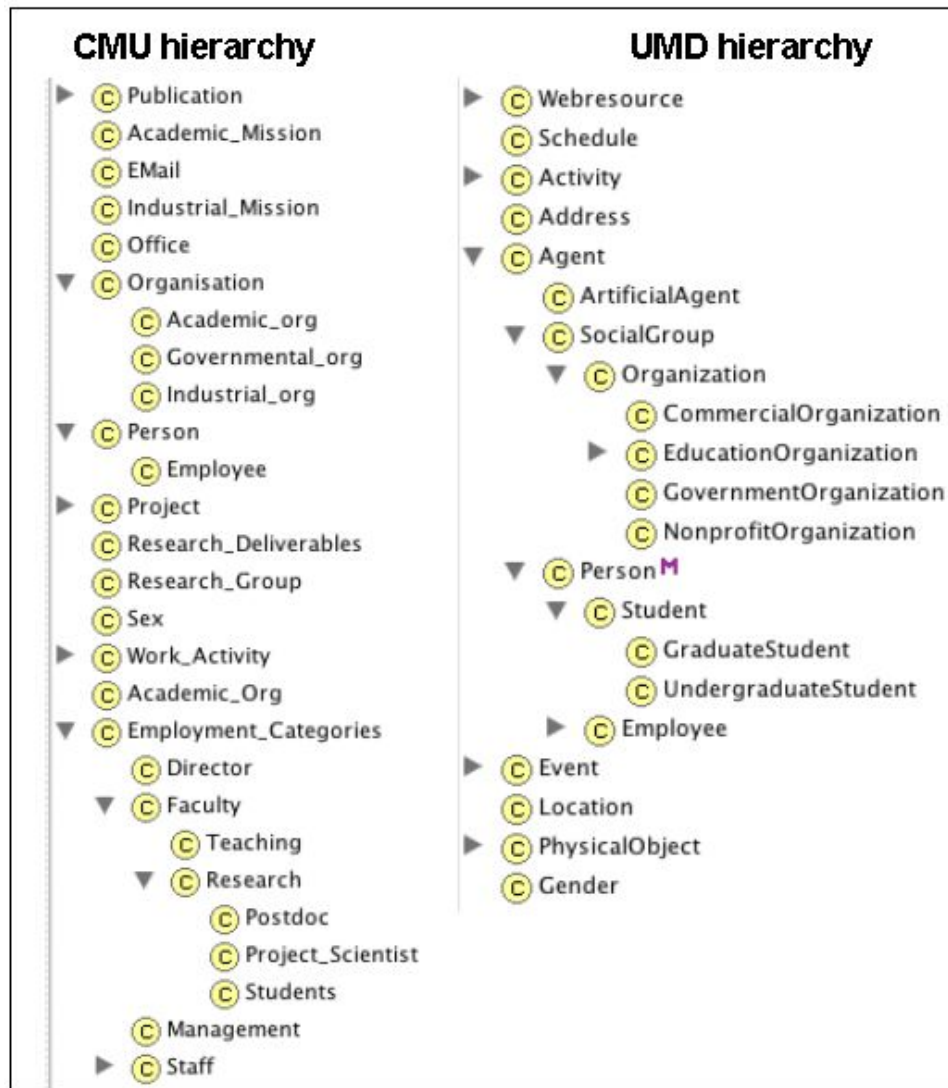 CMU hierarchy
Publication
Academic_Mission
EMail
Industrial_Mission
Office
Organisation
Academic_org
Governmental_org
Industrial_org
Person
Employee
Project
Research_Deliverables
Research_Group
Sex
Work_Activity
Academic_Org
Employment_Categories
Director
Faculty
Teaching
Research
Postdoc
Project_Scientist
Students
Management
Staff
UMD hierarchy
Webresource
Schedule
Activity
Address
Agent
ArtificialAgent
SocialGroup
Organization
CommercialOrganization
EducationOrganization
GovernmentOrganization
NonprofitOrganization
Person M
Student
GraduateStudent
UndergraduateStudent
Employee
Event
Location
PhysicalObject
Gender